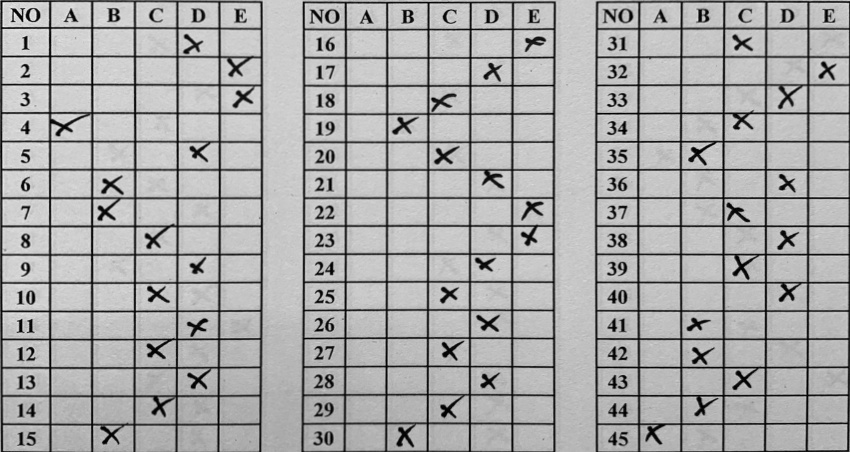 NO A B C D E NO A B C D E NO A B C D E
1 X 16 X 31 X
2 X 17 X 32 X
3 X 18 X 33 X
4 X 19 X 34 X
5 X 20 X 35 X
6 X 21 X 36 X
7 X 22 X 37 X
8 X 23 X 38 X
9 X 24 X 39 X
10 X 25 X 40 X
11 X 26 X 41 X
12 X 27 X 42 X
13 X 28 X 43 X
14 X 29 X 44 X
15 X 30 X 45 X